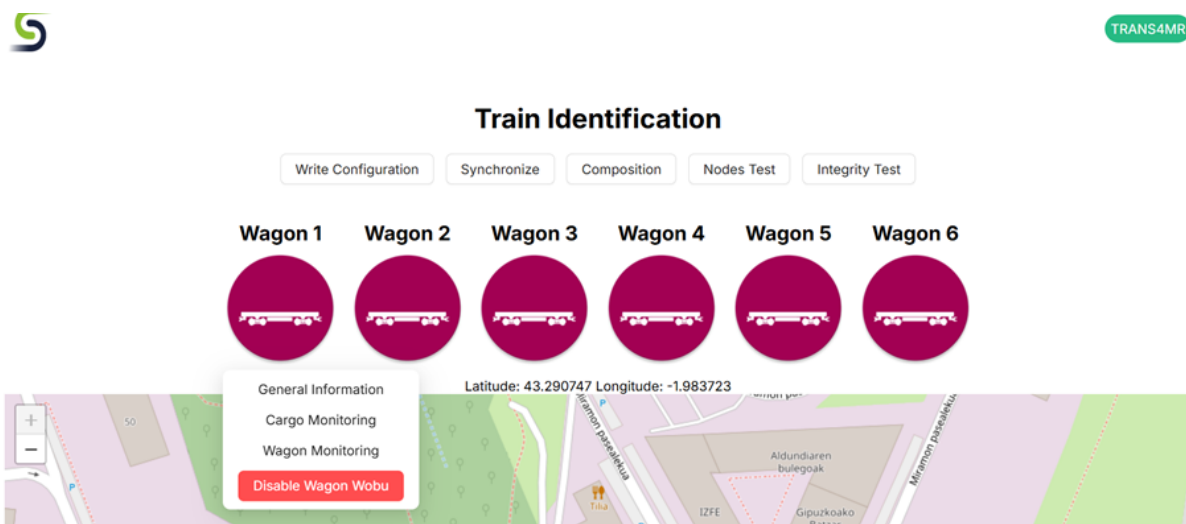 TRANS4MR
Train Identification
Write Configuration
Synchronize
Composition
Nodes Test
Integrity Test
Wagon 1
Wagon 2
Wagon 3
Wagon 4
Wagon 5
Wagon 6
General Information
Cargo Monitoring
Wagon Monitoring
Disable Wagon Wobu
Latitude: 43.290747 Longitude: -1.983723
+
−
50
P
P
Miramon pasealekua
Miramon pasealeku
Aldundiaren
bulegoak
Tilia
IZFE
Gipuzkoako